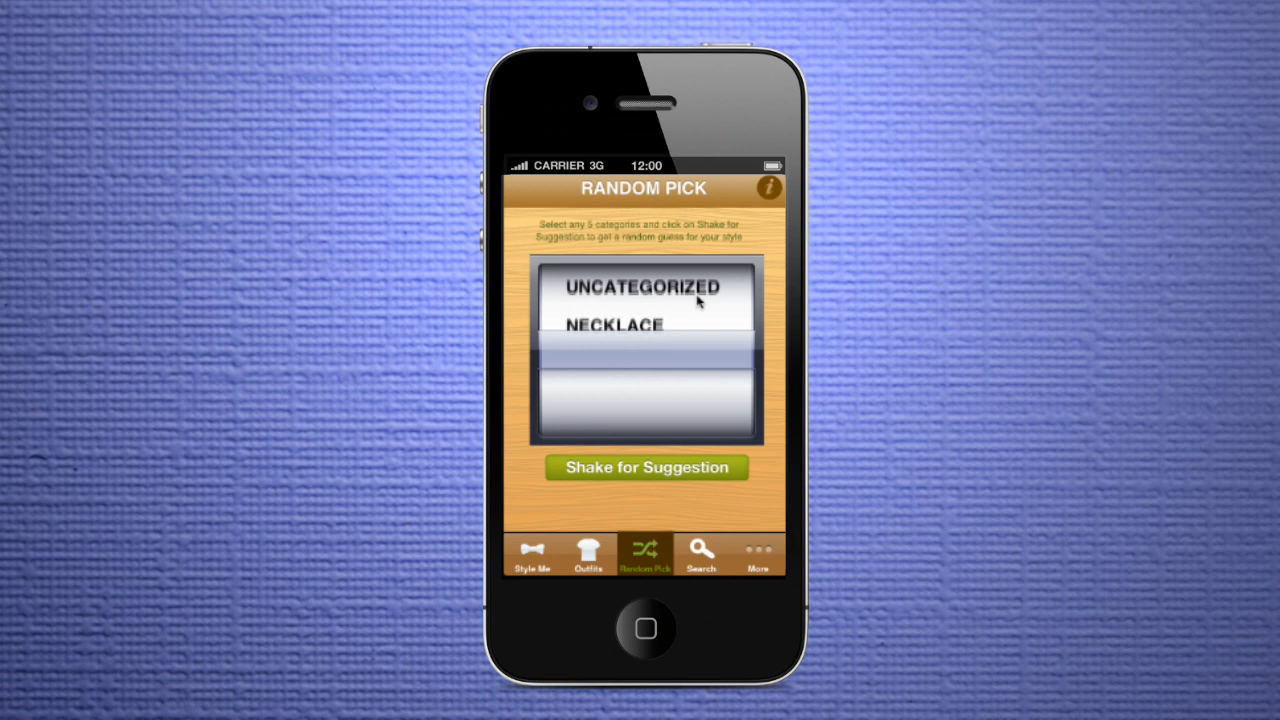 CARRIER 3G 12:00
RANDOM PICK
i
Select any 5 categories and click on Shake for
Suggestion to get a random guess for your style
UNCATEGORIZED
NECKLACE
Shake for Suggestion
Style Me Outfits Random Pick Search More